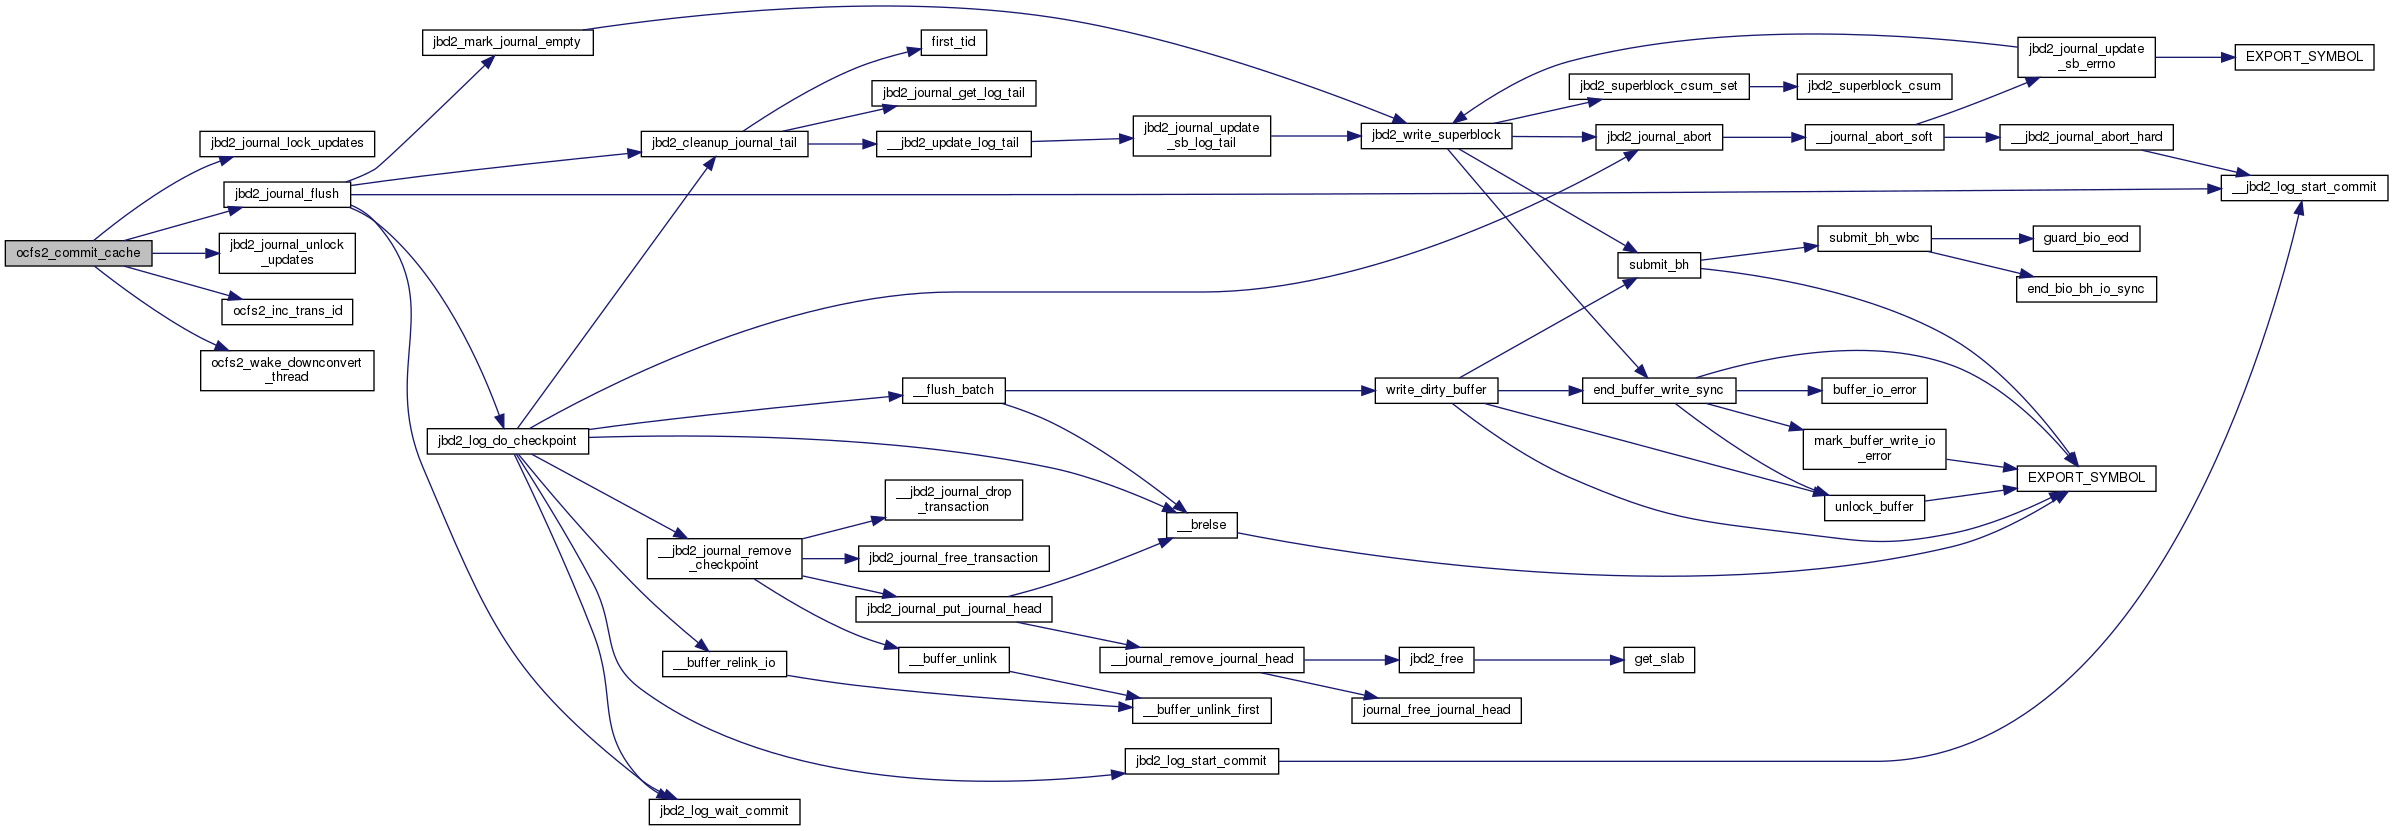 ocfs2_commit_cache
jbd2_journal_lock_updates
jbd2_journal_flush
jbd2_journal_unlock
_updates
ocfs2_inc_trans_id
ocfs2_wake_downconvert
_thread
jbd2_mark_journal_empty
jbd2_log_do_checkpoint
jbd2_cleanup_journal_tail
__jbd2_journal_remove
_checkpoint
__buffer_relink_io
jbd2_log_wait_commit
first_tid
jbd2_journal_get_log_tail
__jbd2_update_log_tail
__flush_batch
__jbd2_journal_drop
_transaction
jbd2_journal_free_transaction
jbd2_journal_put_journal_head
__buffer_unlink
jbd2_journal_update
_sb_log_tail
__brelse
__journal_remove_journal_head
__buffer_unlink_first
jbd2_log_start_commit
jbd2_write_superblock
write_dirty_buffer
jbd2_free
journal_free_journal_head
jbd2_superblock_csum_set
jbd2_journal_abort
submit_bh
end_buffer_write_sync
get_slab
jbd2_superblock_csum
__journal_abort_soft
submit_bh_wbc
buffer_io_error
mark_buffer_write_io
_error
unlock_buffer
jbd2_journal_update
_sb_errno
__jbd2_journal_abort_hard
guard_bio_eod
end_bio_bh_io_sync
EXPORT_SYMBOL
EXPORT_SYMBOL
__jbd2_log_start_commit